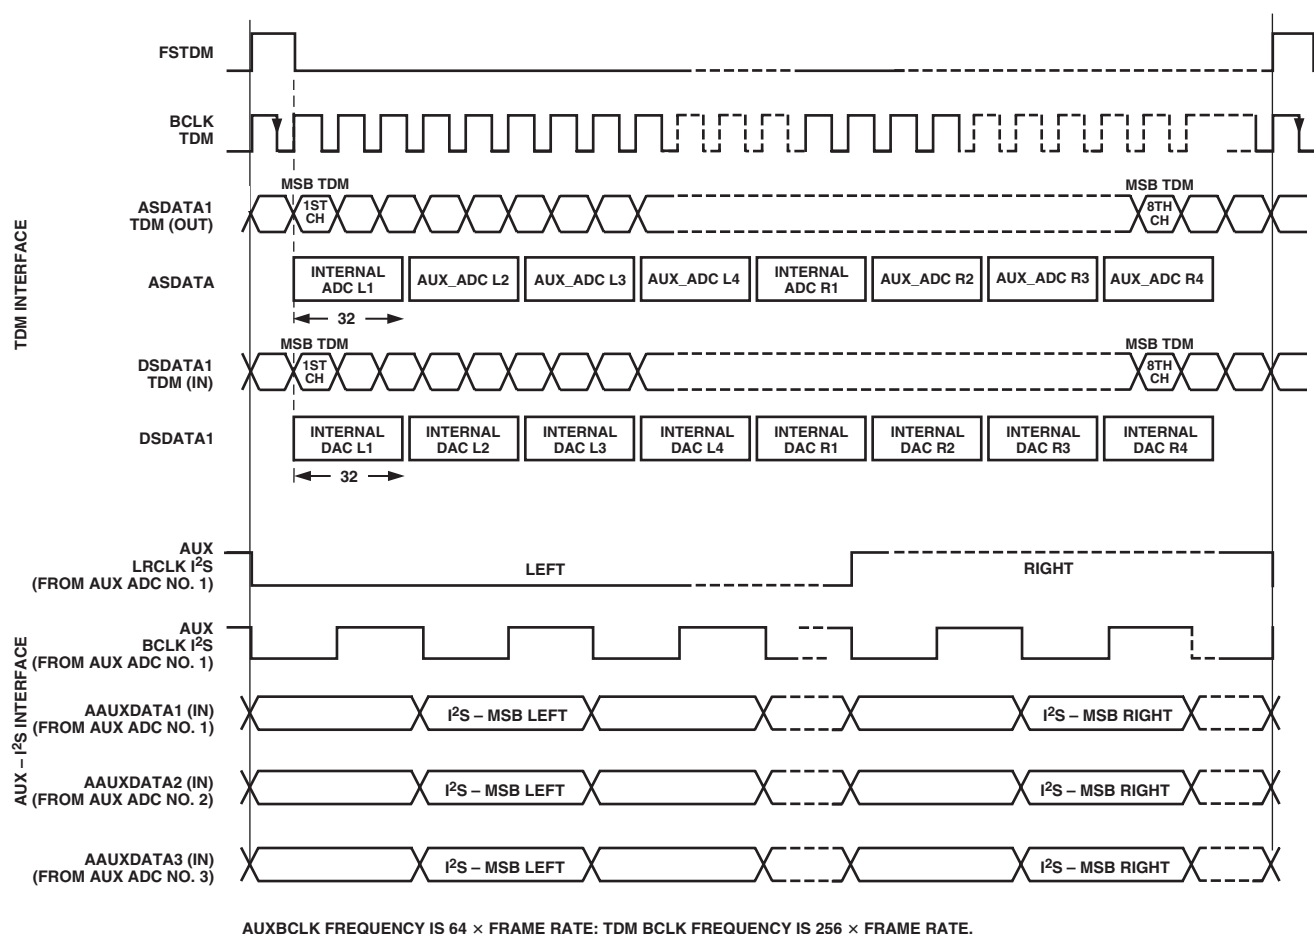 FSTDM
BCLK
TDM
MSB TDM
MSB TDM
ASDATA1
TDM (OUT)
1ST
CH
8TH
CH
ASDATA
INTERNAL
ADC L1
AUX_ADC L2
AUX_ADC L3
AUX_ADC L4
INTERNAL
ADC R1
AUX_ADC R2
AUX_ADC R3
AUX_ADC R4
32
TDM INTERFACE
MSB TDM
MSB TDM
DSDATA1
TDM (IN)
1ST
CH
8TH
CH
DSDATA1
INTERNAL
DAC L1
INTERNAL
DAC L2
INTERNAL
DAC L3
INTERNAL
DAC L4
INTERNAL
DAC R1
INTERNAL
DAC R2
INTERNAL
DAC R3
INTERNAL
DAC R4
32
AUX
LRCLK I²S
(FROM AUX ADC NO. 1)
LEFT
RIGHT
AUX
BCLK I²S
(FROM AUX ADC NO. 1)
AUX – I²S INTERFACE
AAUXDATA1 (IN)
(FROM AUX ADC NO. 1)
I²S – MSB LEFT
I²S – MSB RIGHT
AAUXDATA2 (IN)
(FROM AUX ADC NO. 2)
I²S – MSB LEFT
I²S – MSB RIGHT
AAUXDATA3 (IN)
(FROM AUX ADC NO. 3)
I²S – MSB LEFT
I²S – MSB RIGHT
AUXBCLK FREQUENCY IS 64 × FRAME RATE; TDM BCLK FREQUENCY IS 256 × FRAME RATE.